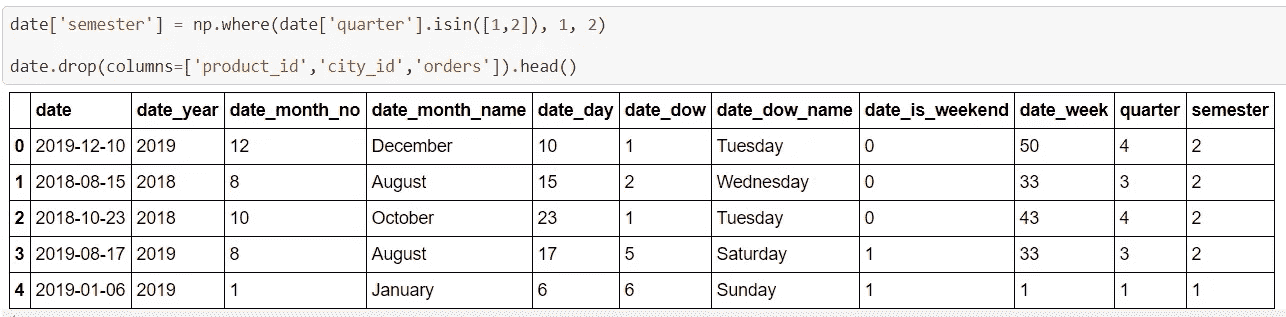 date['semester'] = np.where(date['quarter'].isin([1,2]), 1, 2)
date.drop(columns=['product_id','city_id','orders']).head()
date date_year date_month_no date_month_name date_day date_dow date_dow_name date_is_weekend date_week quarter semester
0 2019-12-10 2019 12 December 10 1 Tuesday 0 50 4 2
1 2018-08-15 2018 8 August 15 2 Wednesday 0 33 3 2
2 2018-10-23 2018 10 October 23 1 Tuesday 0 43 4 2
3 2019-08-17 2019 8 August 17 5 Saturday 1 33 3 2
4 2019-01-06 2019 1 January 6 6 Sunday 1 1 1 1